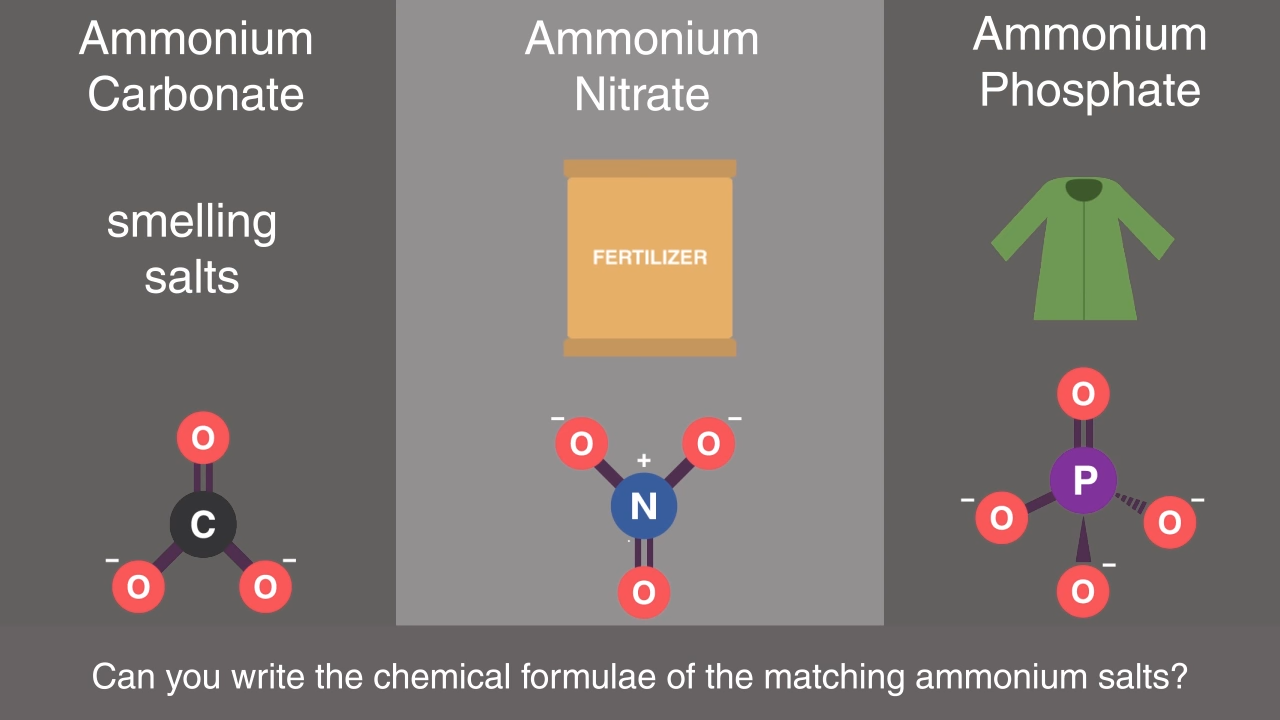 Ammonium
Carbonate
smelling
salts
O
C
− −
O O
Ammonium
Nitrate
FERTILIZER
− −
O O
+
N
O
Ammonium
Phosphate
O
P
− −
O O
−
O
Can you write the chemical formulae of the matching ammonium salts?